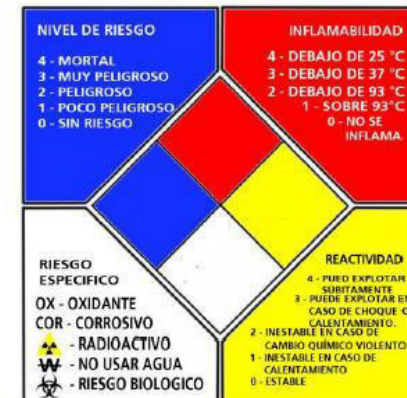 NIVEL DE RIESGO
4 - MORTAL
3 - MUY PELIGROSO
2 - PELIGROSO
1 - POCO PELIGROSO
0 - SIN RIESGO
INFLAMABILIDAD
4 - DEBAJO DE 25 °C
3 - DEBAJO DE 37 °C
2 - DEBAJO DE 93 °C
1 - SOBRE 93°C
0 - NO SE
INFLAMA.
RIESGO
ESPECIFICO
OX - OXIDANTE
COR - CORROSIVO
- RADIOACTIVO
W - NO USAR AGUA
- RIESGO BIOLOGICO
REACTIVIDAD
4 - PUED EXPLOTAR
SÚBITAMENTE
3 - PUEDE EXPLOTAR EN
CASO DE CHOQUE O
CALENTAMIENTO.
2 - INESTABLE EN CASO DE
CAMBIO QUÍMICO VIOLENTO
1 - INESTABLE EN CASO DE
CALENTAMIENTO
0 - ESTABLE